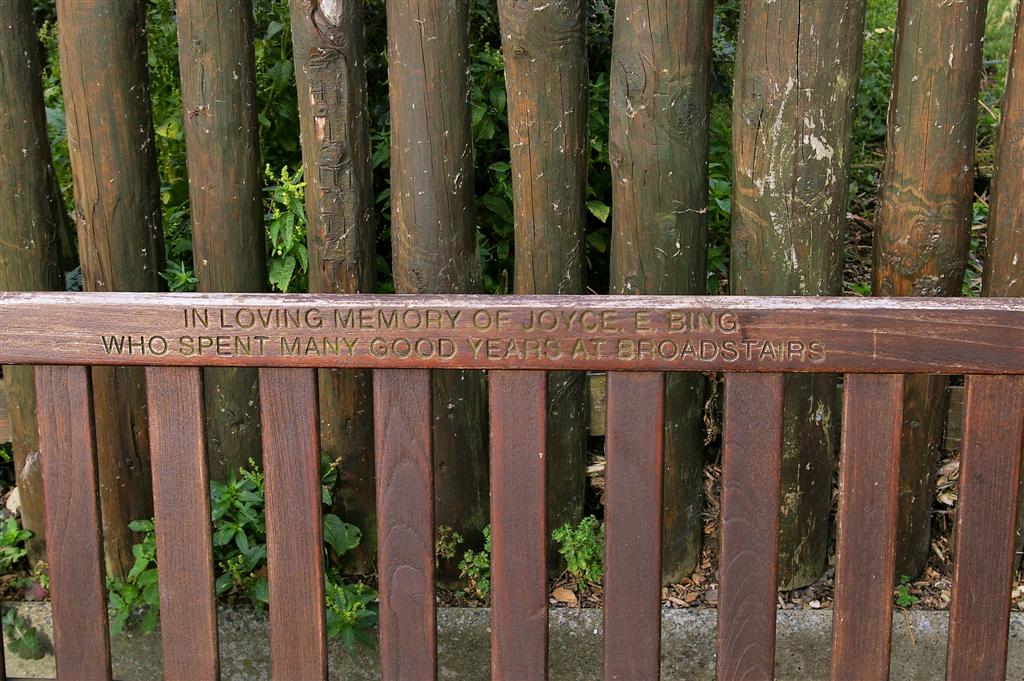 IN LOVING MEMORY OF JOYCE. E. BING
WHO SPENT MANY GOOD YEARS AT BROADSTAIRS